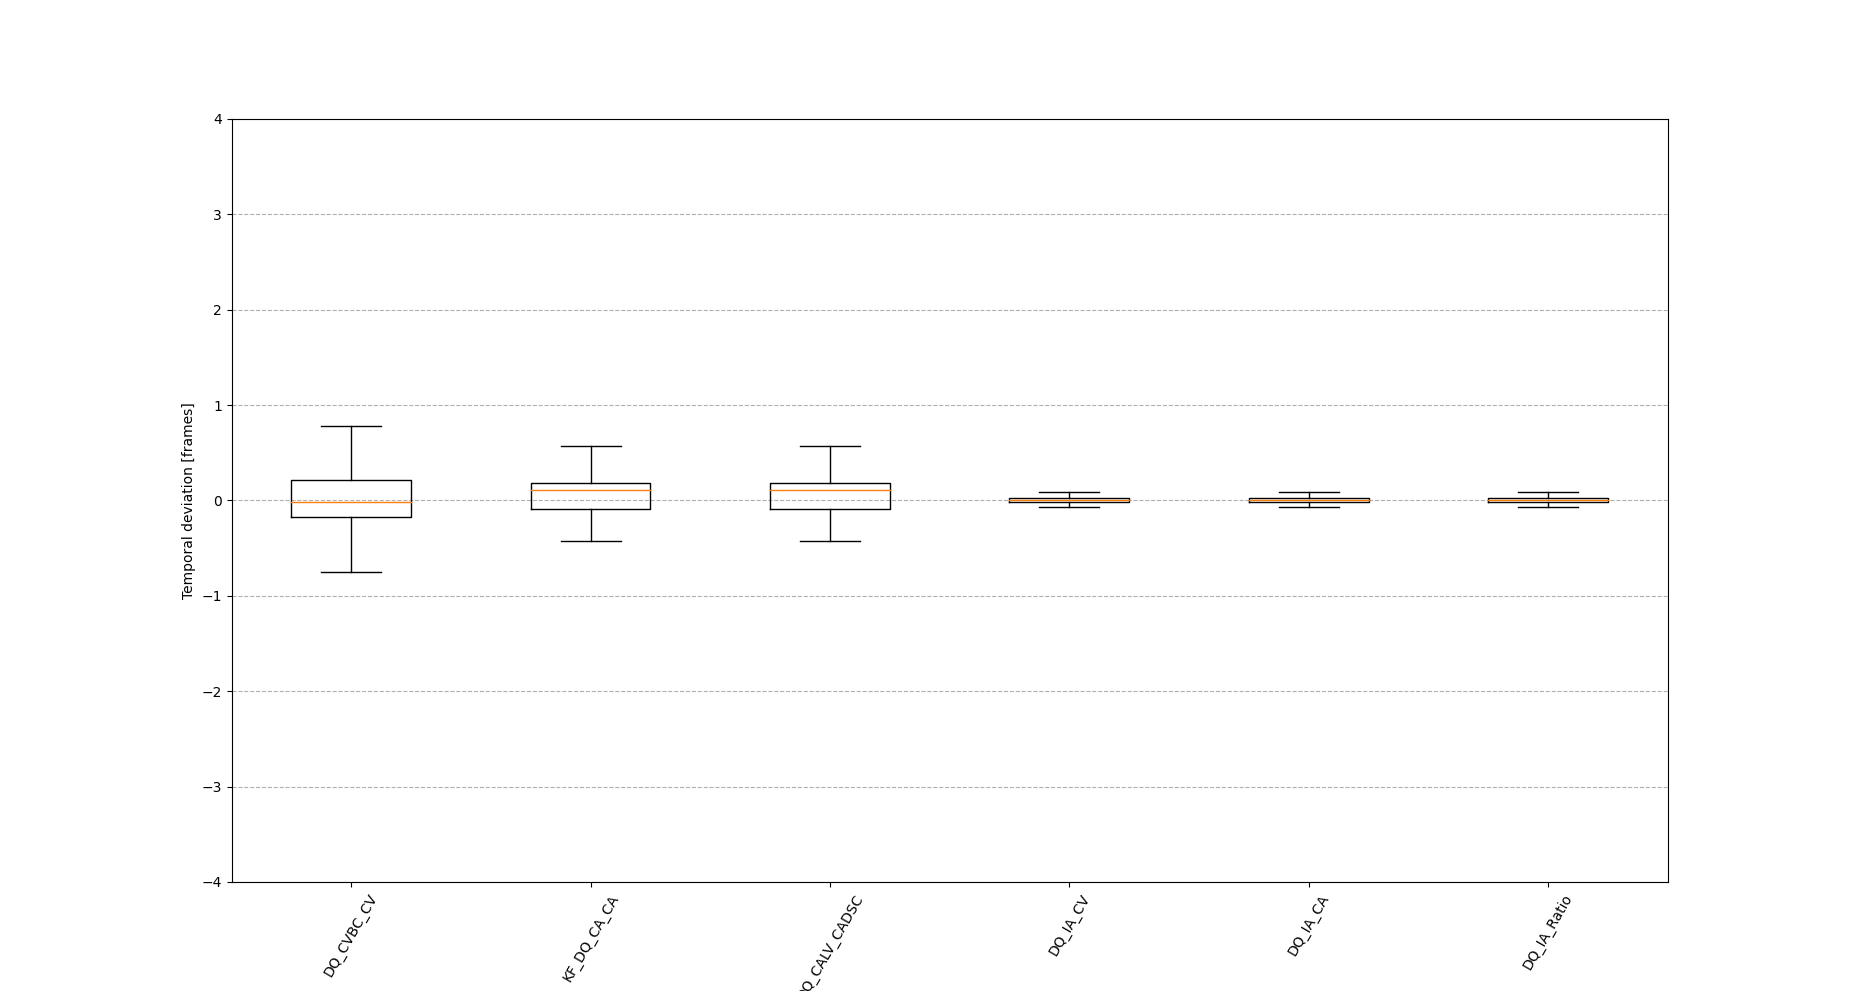 4
3
2
1
0
−1
−2
−3
−4
Temporal deviation [frames]
DQ_CVBC_CV
KF_DQ_CA_CA
DQ_IA_CV
DQ_IA_CA
DQ_IA_Ratio